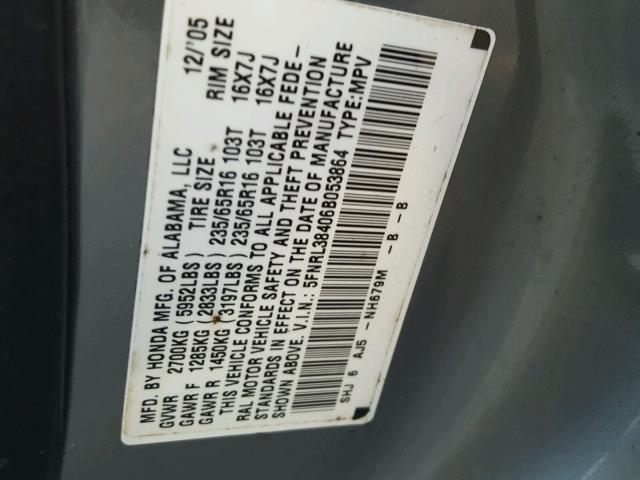 MFD. BY HONDA MFG. OF ALABAMA, LLC 12/'05
GVWR 2700KG (5952LBS) TIRE SIZE RIM SIZE
GAWR F 1285KG (2833LBS) 235/65R16 103T 16X7J
GAWR R 1450KG (3197LBS) 235/65R16 103T 16X7J
THIS VEHICLE CONFORMS TO ALL APPLICABLE FEDE-
RAL MOTOR VEHICLE SAFETY AND THEFT PREVENTION
STANDARDS IN EFFECT ON THE DATE OF MANUFACTURE
SHOWN ABOVE. V.I.N.: 5FNRL38406B053864 TYPE:MPV
SHJ 6 AJ5 -NH679M - B - B